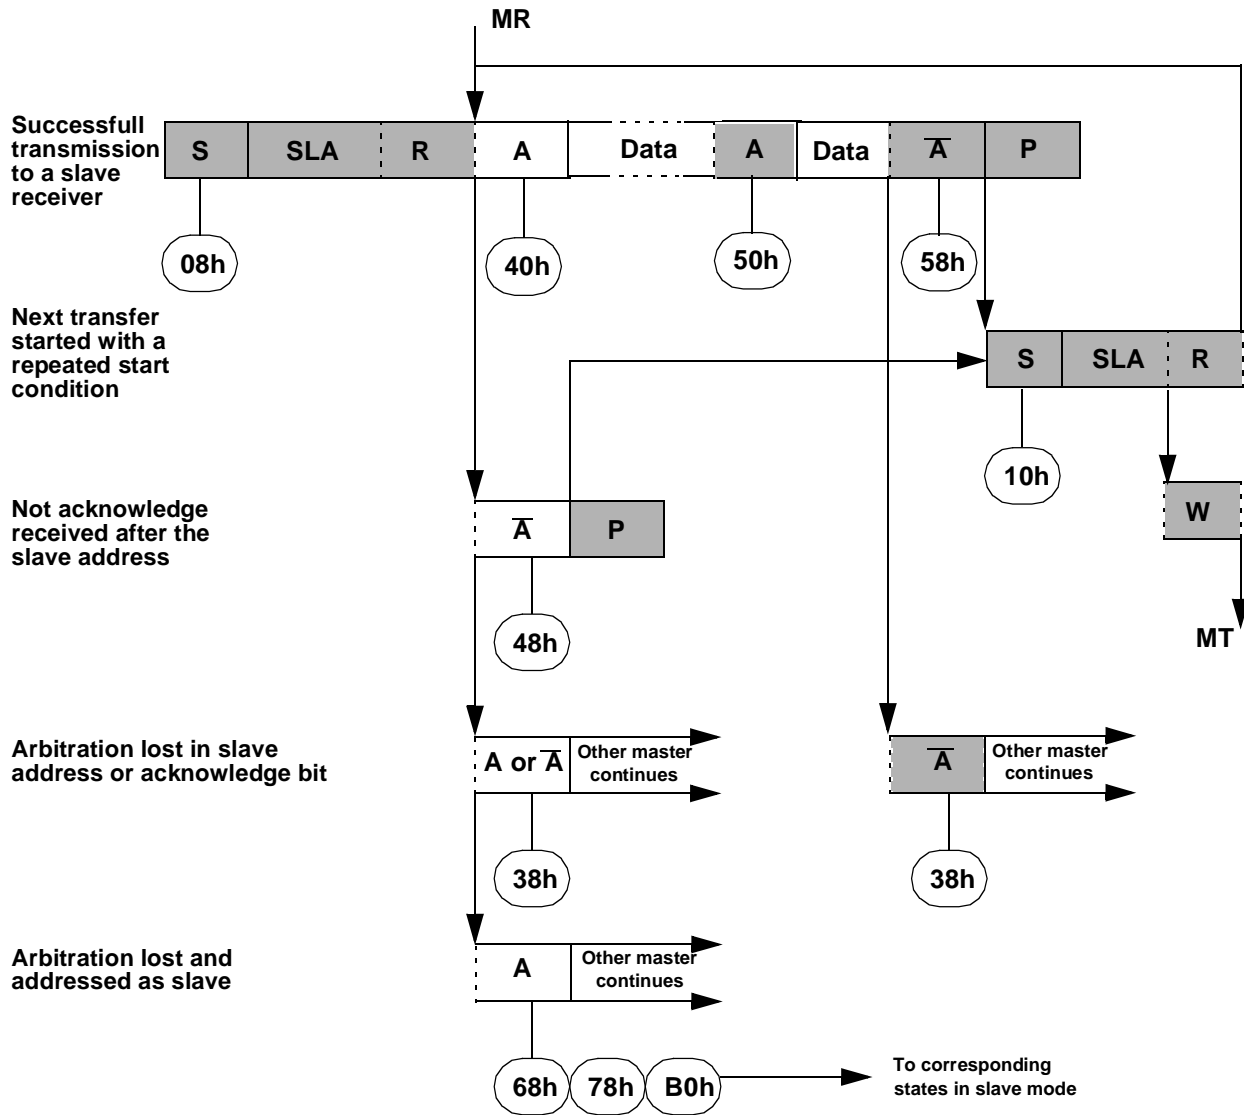 MR
Successfull
transmission
to a slave
receiver
S SLA R A Data A Data A̅ P
08h 40h 50h 58h
Next transfer
started with a
repeated start
condition
S SLA R
10h
W
MT
Not acknowledge
received after the
slave address
A̅ P
48h
Arbitration lost in slave
address or acknowledge bit
A or A̅
Other master
continues
A̅
Other master
continues
38h 38h
Arbitration lost and
addressed as slave
A
Other master
continues
68h 78h B0h
To corresponding
states in slave mode